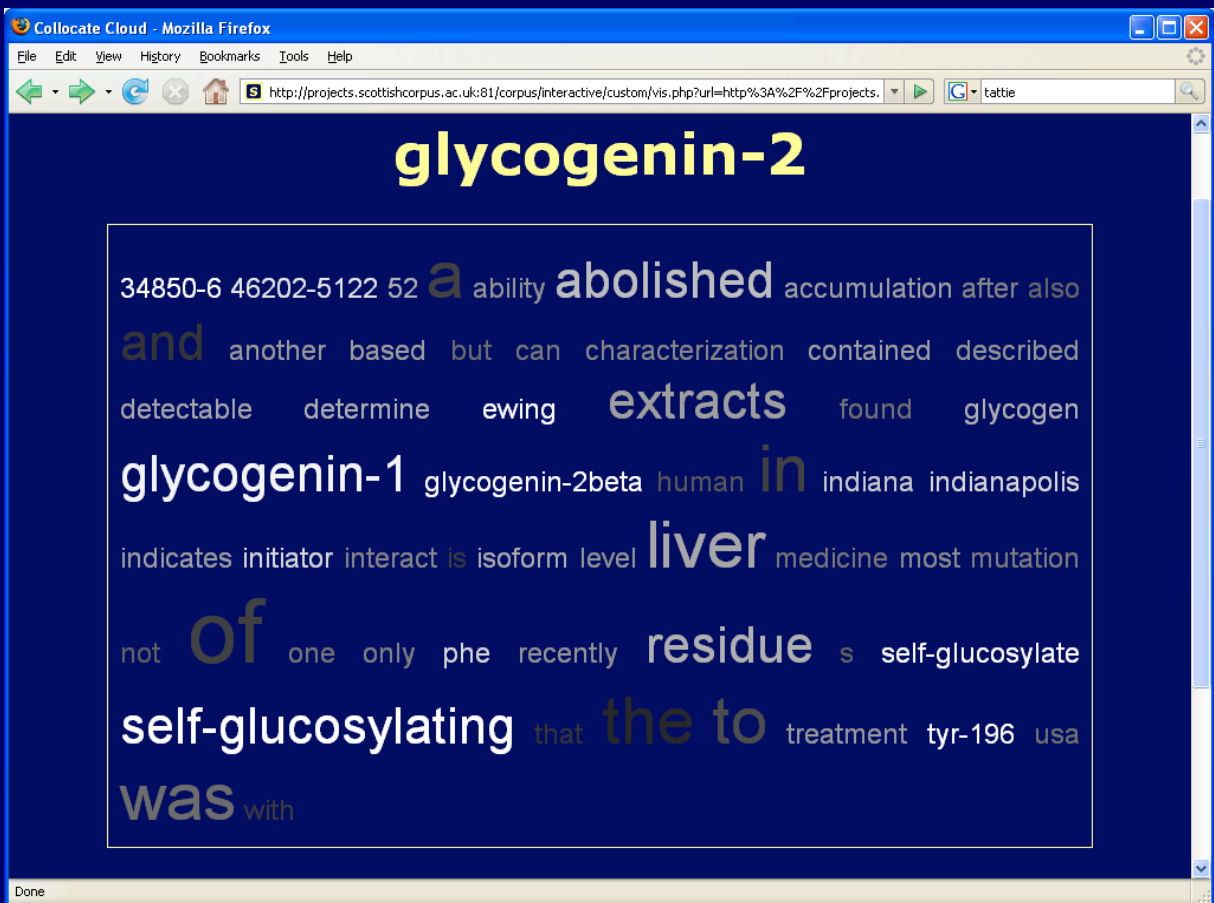 Collocate Cloud - Mozilla Firefox
File Edit View History Bookmarks Tools Help
S http://projects.scottishcorpus.ac.uk:81/corpus/interactive/custom/vis.php?url=http%3A%2F%2Fprojects. G tattie
glycogenin-2
34850-6 46202-5122 52 a ability abolished accumulation after also
and another based but can characterization contained described
detectable determine ewing extracts found glycogen
glycogenin-1 glycogenin-2beta human in indiana indianapolis
indicates initiator interact is isoform level liver medicine most mutation
not of one only phe recently residue s self-glucosylate
self-glucosylating that the to treatment tyr-196 usa
was with
Done